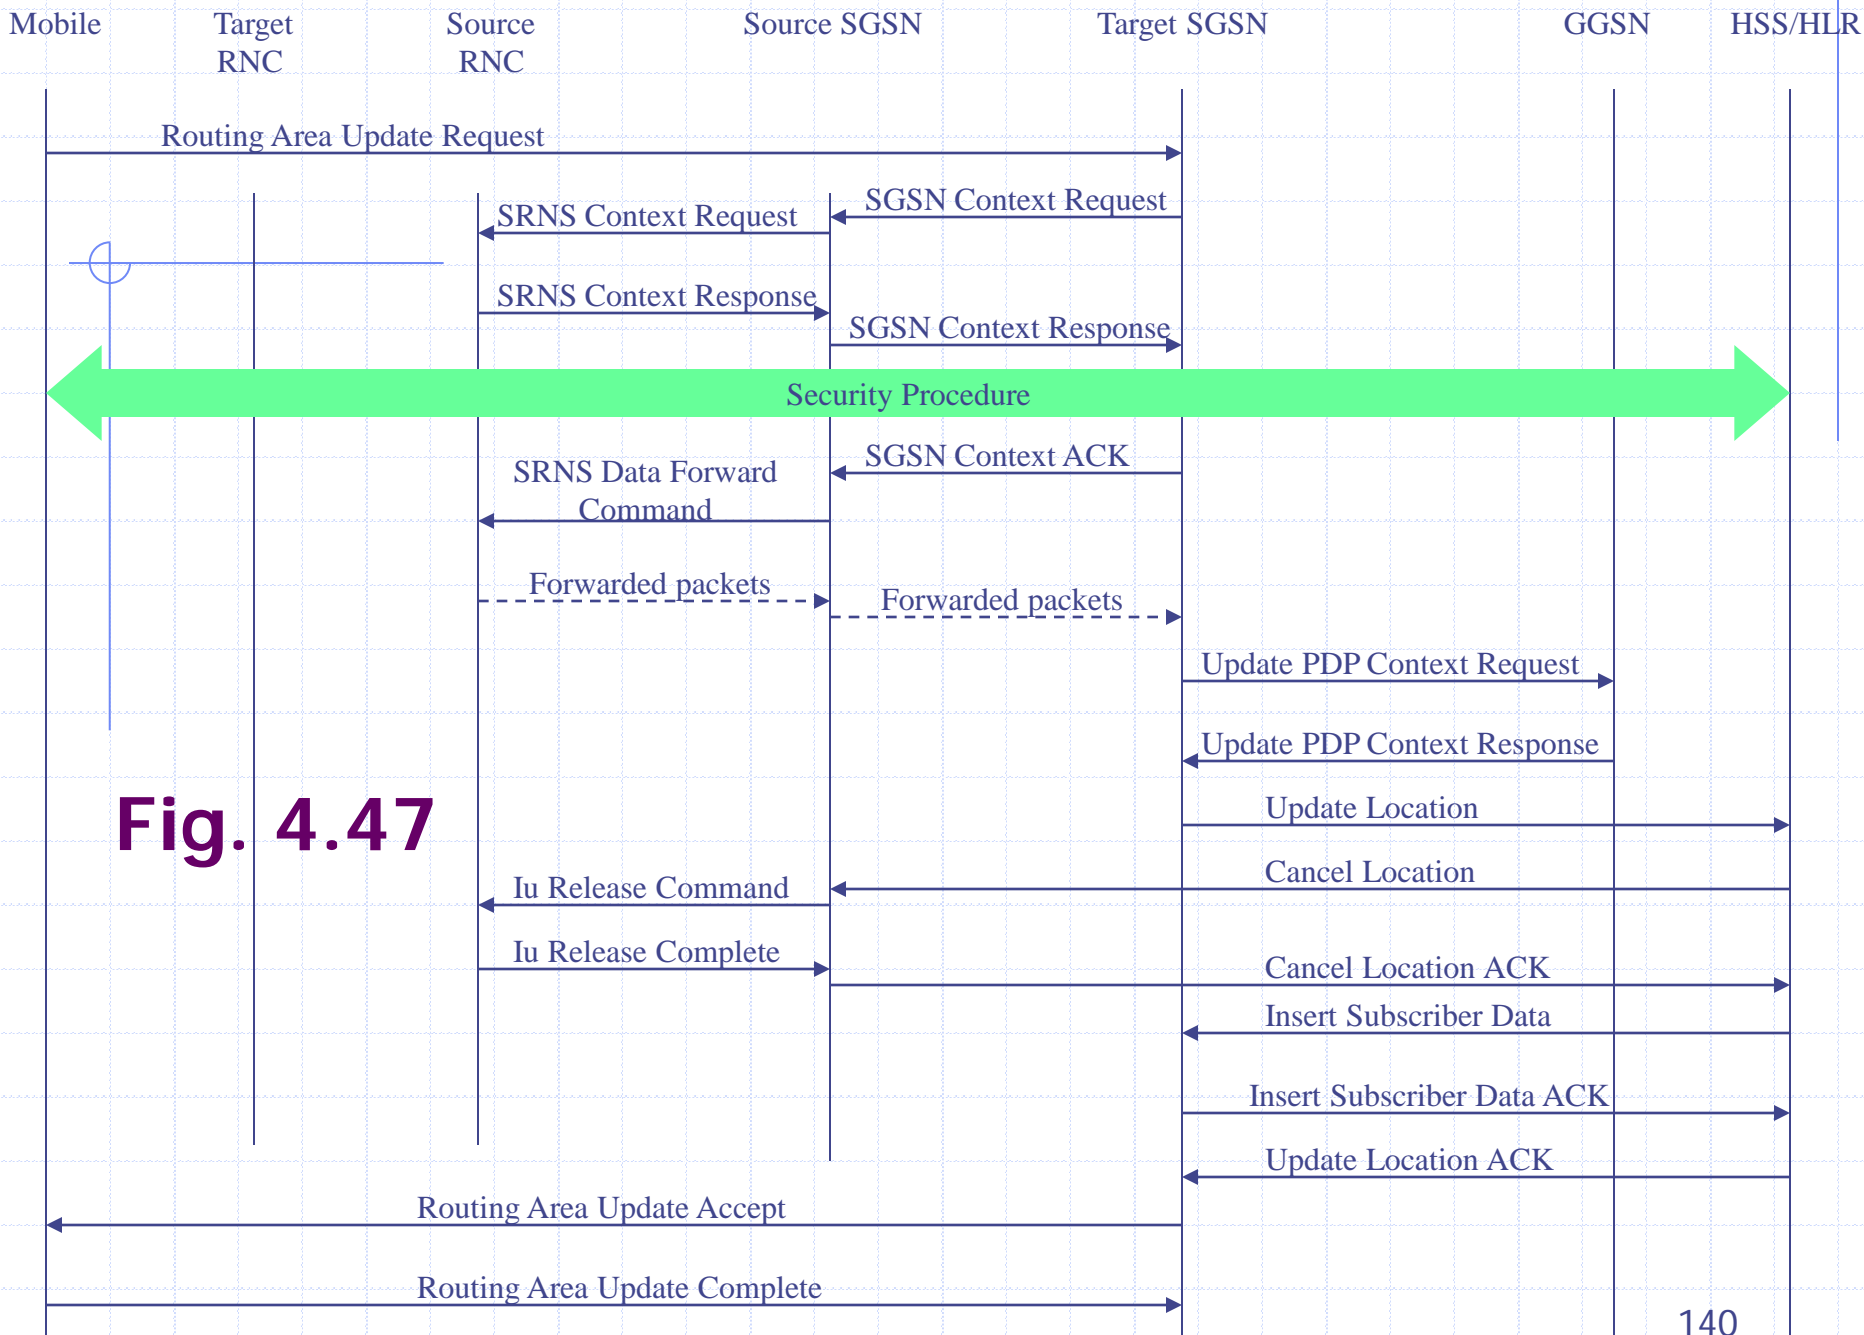 Mobile
Target
RNC
Source
RNC
Source SGSN
Target SGSN
GGSN
HSS/HLR
Routing Area Update Request
SGSN Context Request
SRNS Context Request
SRNS Context Response
SGSN Context Response
Security Procedure
SGSN Context ACK
SRNS Data Forward
Command
Forwarded packets
Forwarded packets
Update PDP Context Request
Update PDP Context Response
Fig. 4.47
Update Location
Cancel Location
Iu Release Command
Iu Release Complete
Cancel Location ACK
Insert Subscriber Data
Insert Subscriber Data ACK
Update Location ACK
Routing Area Update Accept
Routing Area Update Complete
140